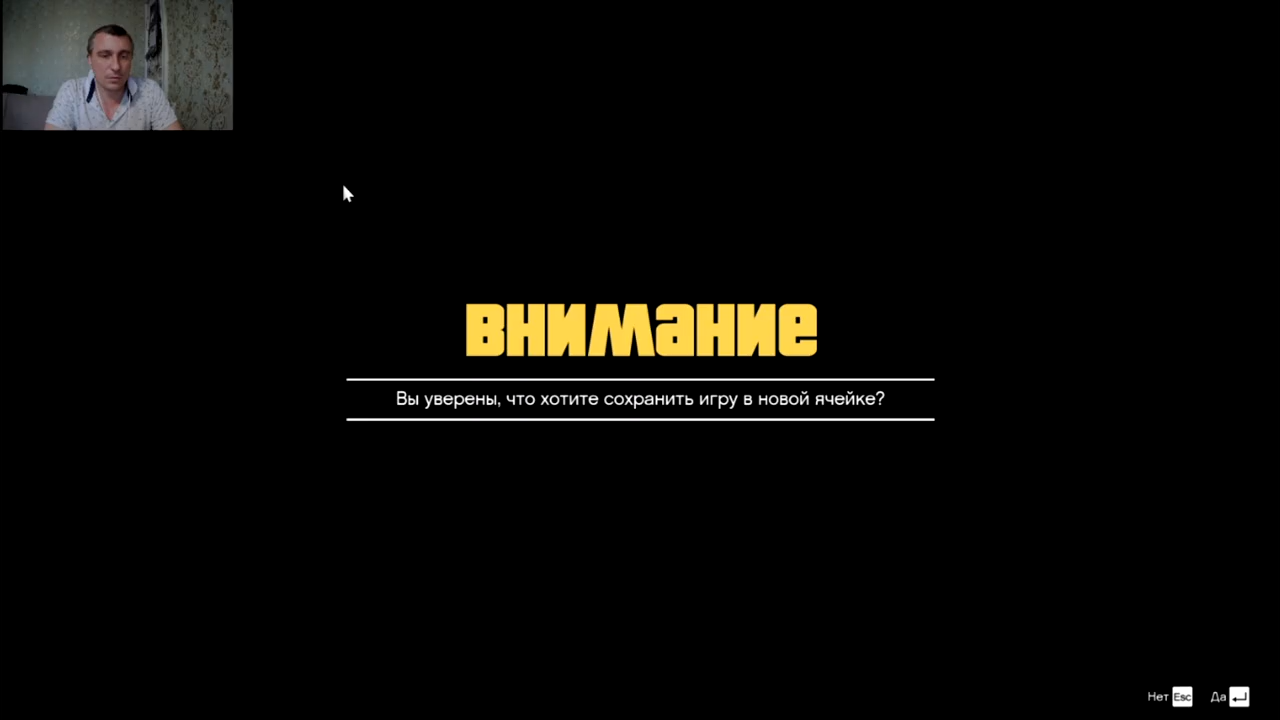 внимание
Вы уверены, что хотите сохранить игру в новой ячейке?
Нет Esc Да